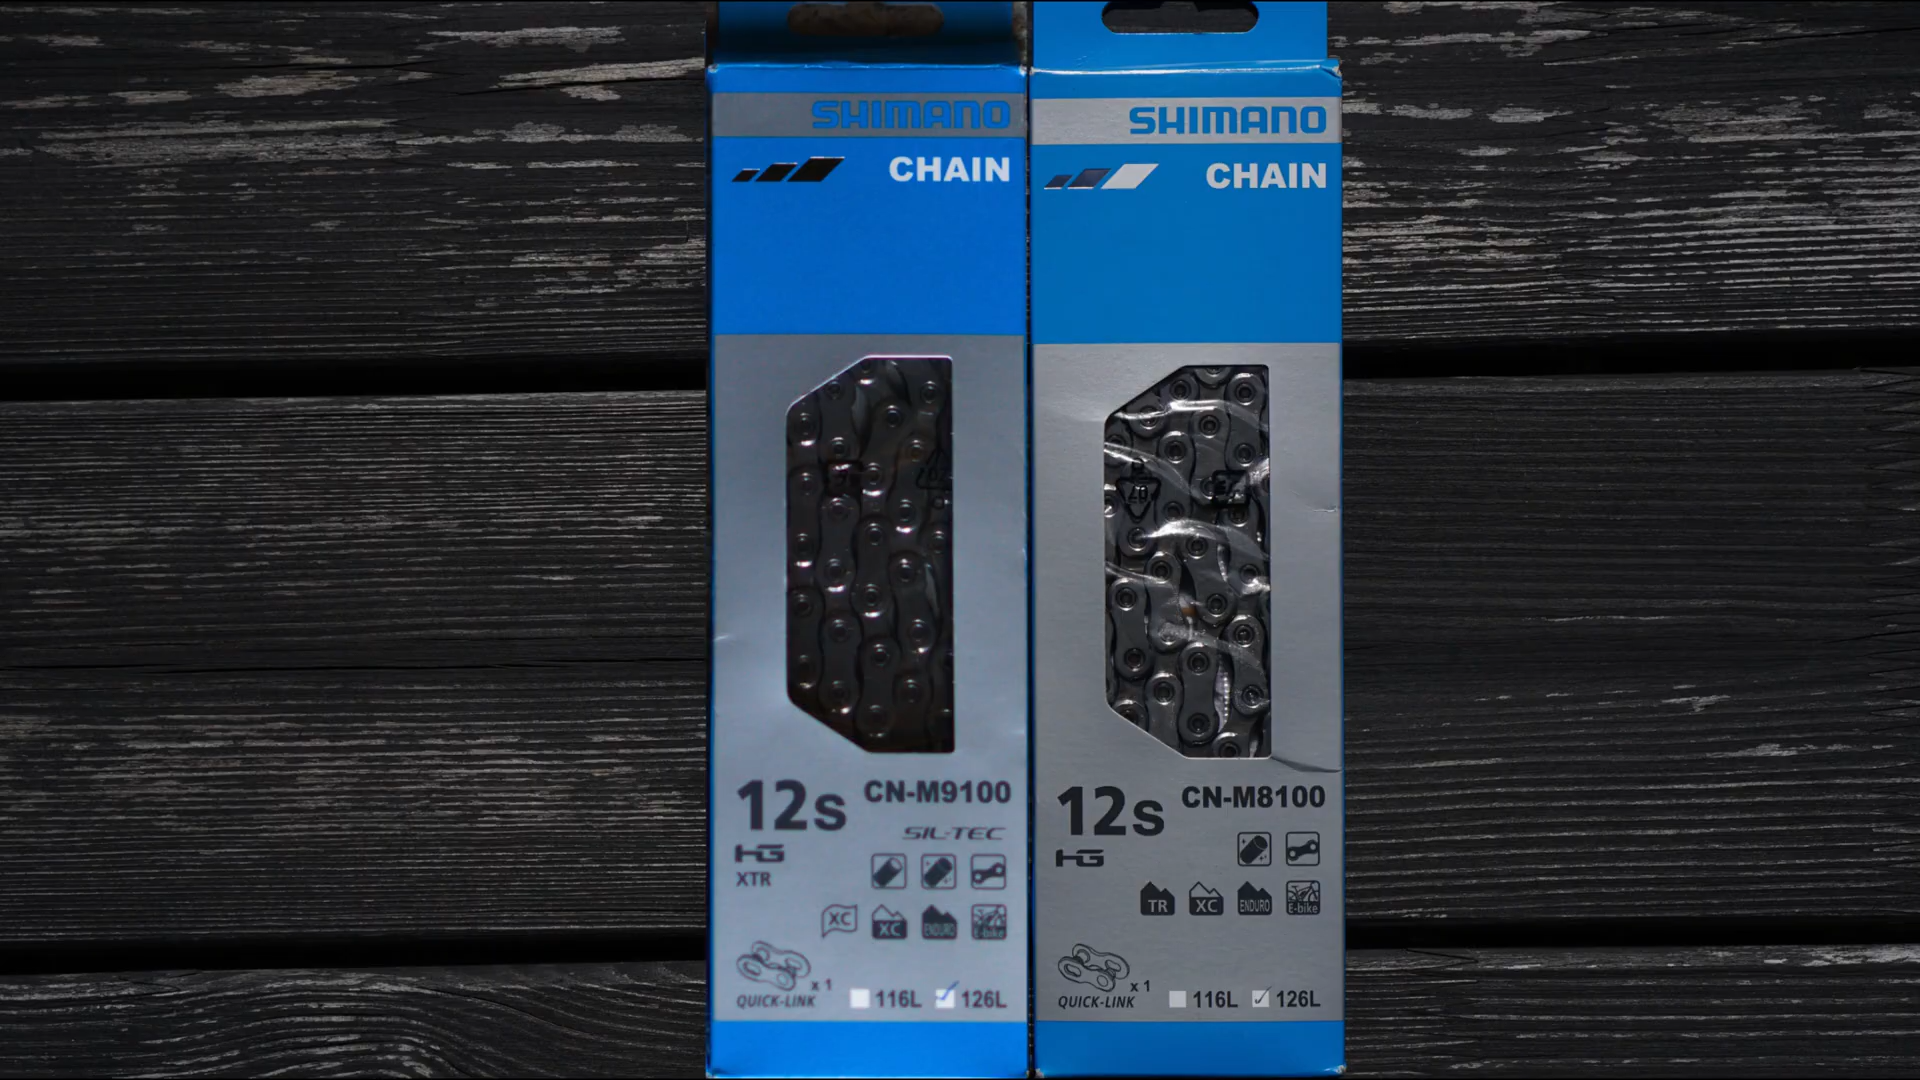 SHIMANO
CHAIN
12s
CN-M9100
SIL-TEC
HG
XTR
XC
XC
ENDURO
E-bike
x 1
QUICK-LINK
116L
126L
SHIMANO
CHAIN
12s
CN-M8100
HG
TR
XC
ENDURO
E-bike
x 1
QUICK-LINK
116L
126L